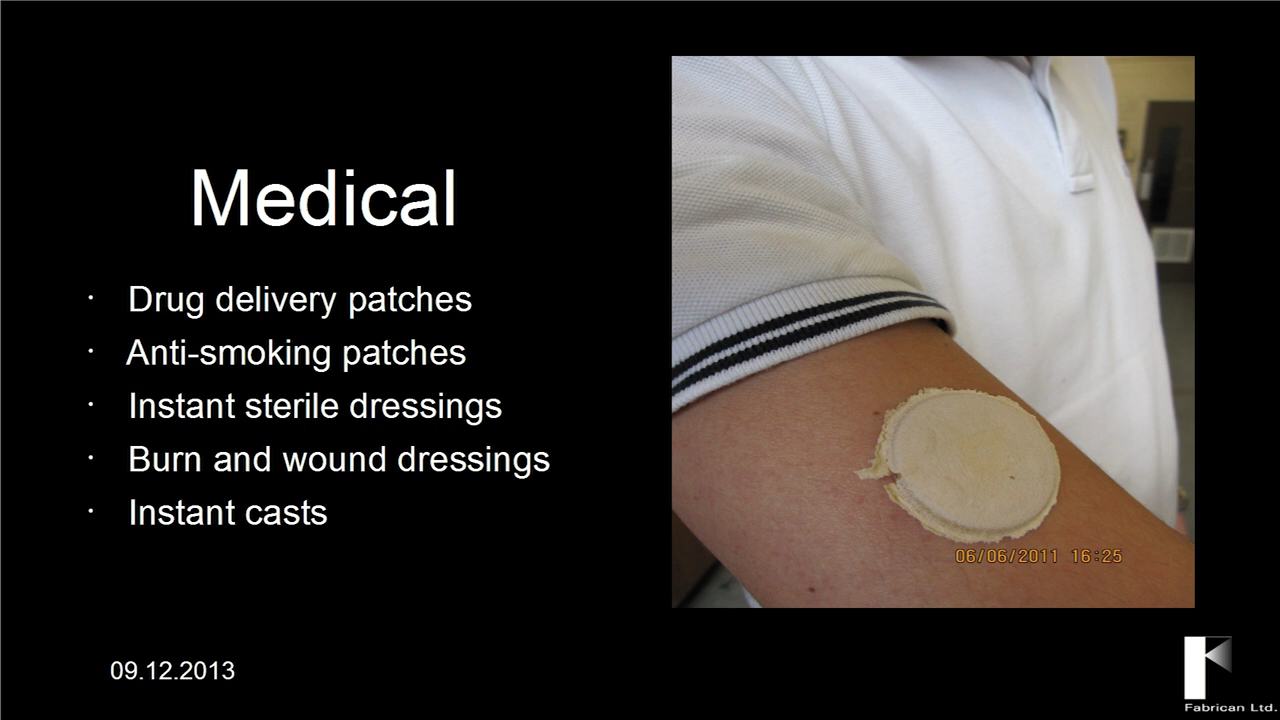 Medical
· Drug delivery patches
· Anti-smoking patches
· Instant sterile dressings
· Burn and wound dressings
· Instant casts
06/06/2011 16:25
09.12.2013
Fabrican Ltd.